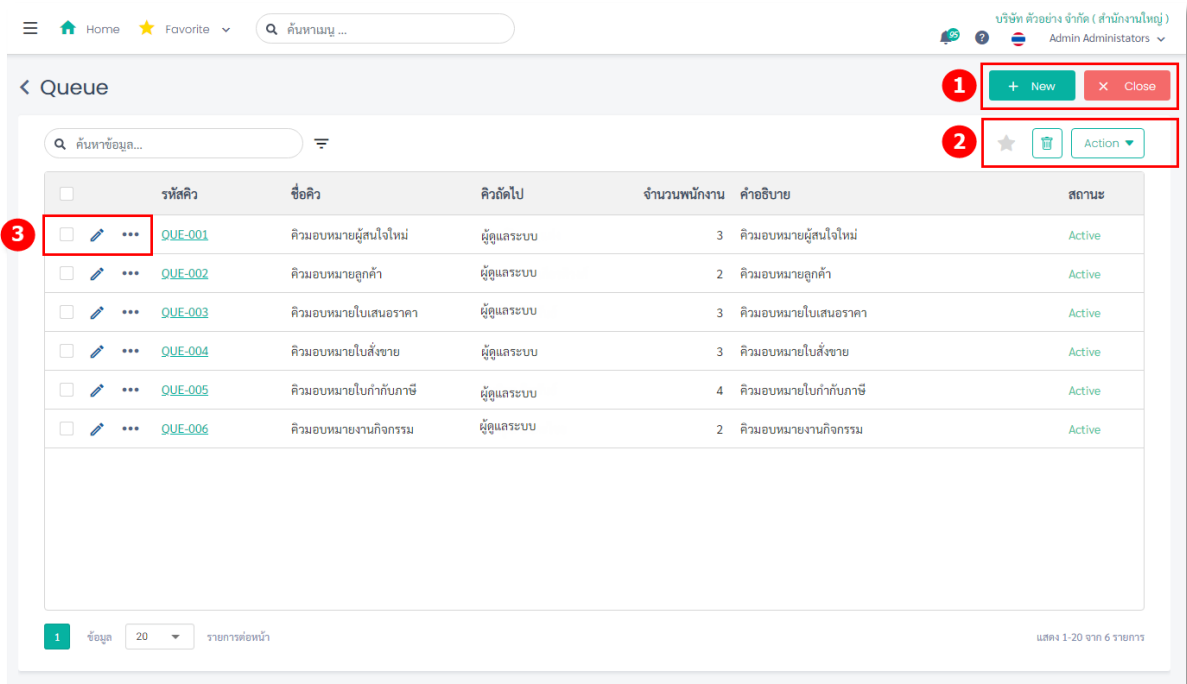 บริษัท ตัวอย่าง จำกัด ( สำนักงานใหญ่ )
Home Favorite ค้นหาเมนู ... 95 ? Admin Administators
Queue 1 + New × Close
ค้นหาข้อมูล... 2 Action
รหัสคิว ชื่อคิว คิวถัดไป จำนวนพนักงาน คำอธิบาย สถานะ
3 QUE-001 คิวมอบหมายผู้สนใจใหม่ ผู้ดูแลระบบ 3 คิวมอบหมายผู้สนใจใหม่ Active
QUE-002 คิวมอบหมายลูกค้า ผู้ดูแลระบบ 2 คิวมอบหมายลูกค้า Active
QUE-003 คิวมอบหมายใบเสนอราคา ผู้ดูแลระบบ 3 คิวมอบหมายใบเสนอราคา Active
QUE-004 คิวมอบหมายใบสั่งขาย ผู้ดูแลระบบ 3 คิวมอบหมายใบสั่งขาย Active
QUE-005 คิวมอบหมายใบกำกับภาษี ผู้ดูแลระบบ 4 คิวมอบหมายใบกำกับภาษี Active
QUE-006 คิวมอบหมายงานกิจกรรม ผู้ดูแลระบบ 2 คิวมอบหมายงานกิจกรรม Active
1 ข้อมูล 20 รายการต่อหน้า แสดง 1-20 จาก 6 รายการ